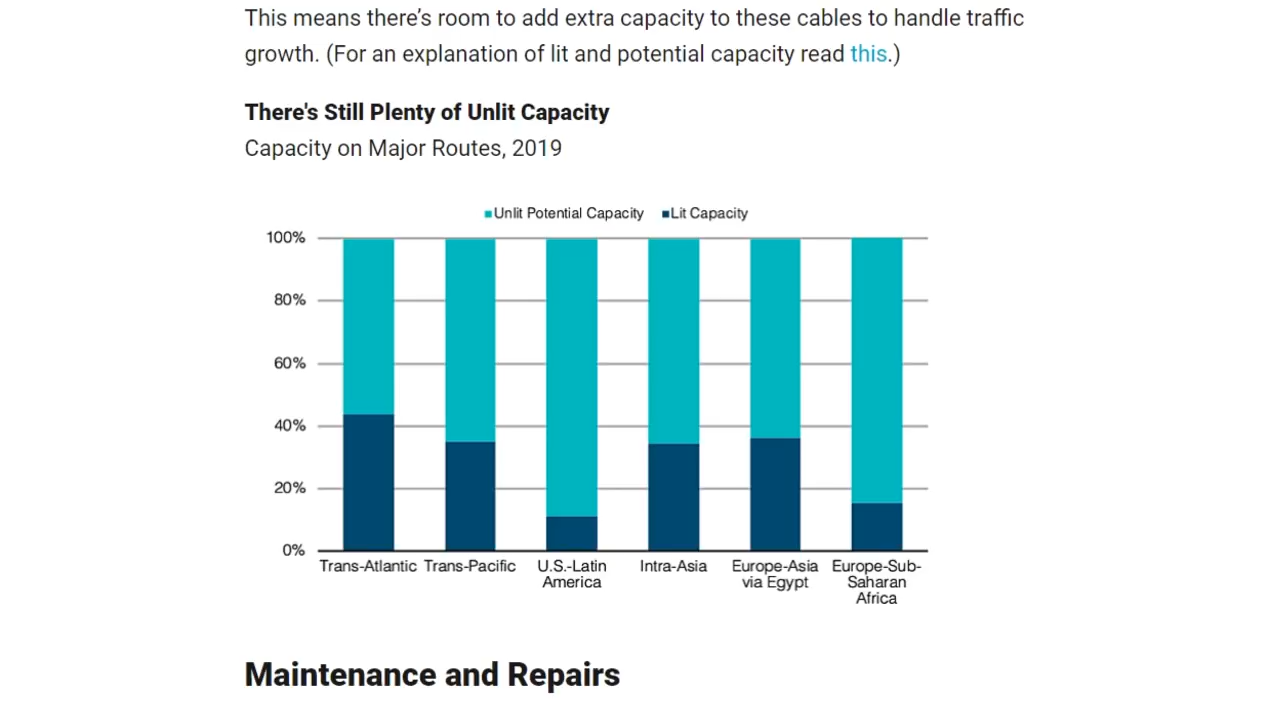 This means there’s room to add extra capacity to these cables to handle traffic
growth. (For an explanation of lit and potential capacity read this.)
There's Still Plenty of Unlit Capacity
Capacity on Major Routes, 2019
Unlit Potential Capacity Lit Capacity
100%
80%
60%
40%
20%
0%
Trans-Atlantic Trans-Pacific U.S.-Latin Intra-Asia Europe-Asia Europe-Sub-
America via Egypt Saharan
Africa
Maintenance and Repairs